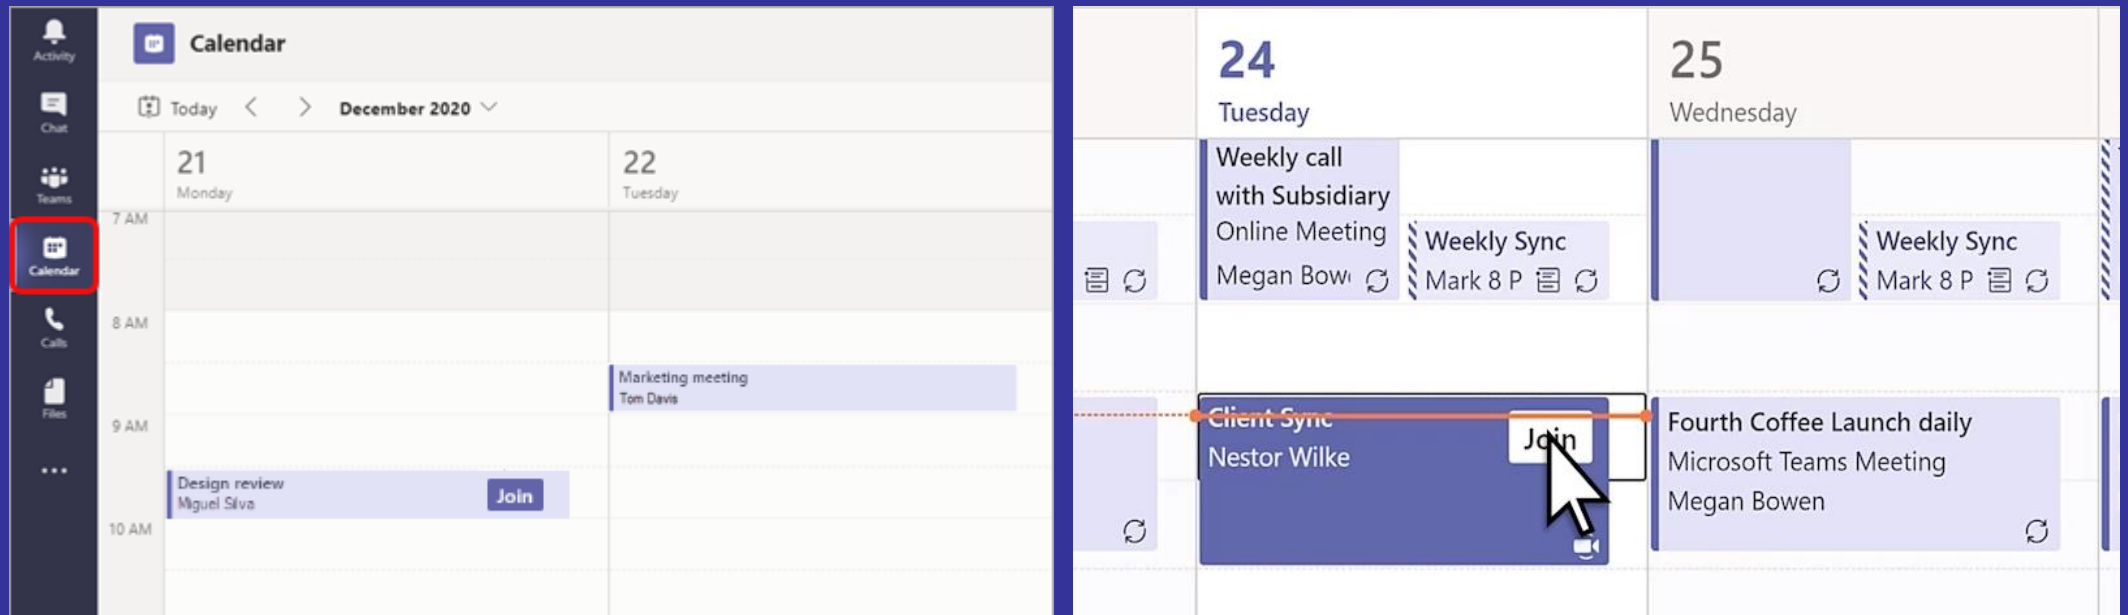 Activity
Chat
Teams
Calendar
Calls
Files
Calendar
Today
December 2020
21
Monday
22
Tuesday
7 AM
8 AM
9 AM
10 AM
Marketing meeting
Tom Davis
Design review
Miguel Silva
Join
24
Tuesday
25
Wednesday
Weekly call
with Subsidiary
Online Meeting
Megan Bow
Weekly Sync
Mark 8 P
Weekly Sync
Mark 8 P
Client Sync
Nestor Wilke
Join
Fourth Coffee Launch daily
Microsoft Teams Meeting
Megan Bowen